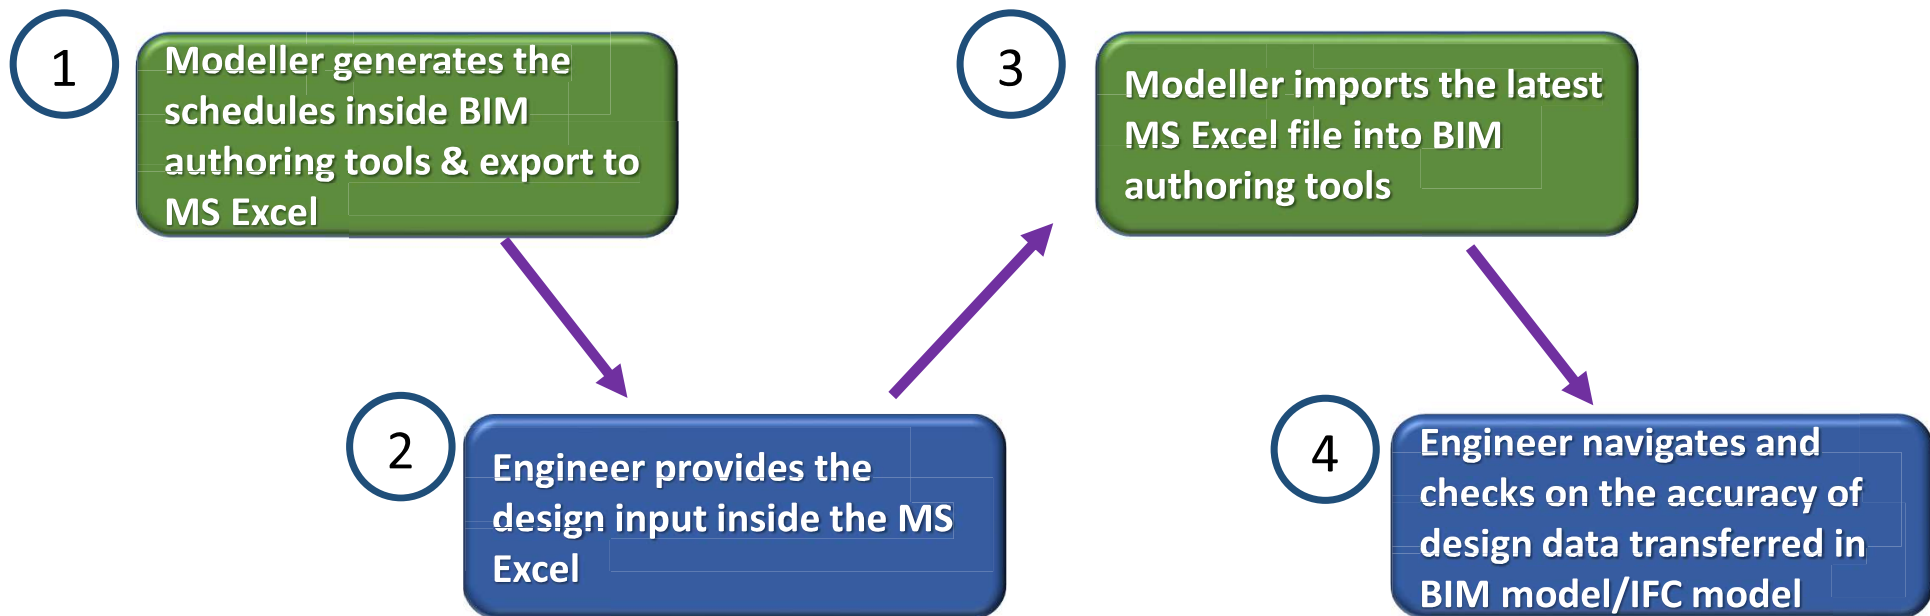 1
Modeller generates the
schedules inside BIM
authoring tools & export to
MS Excel
2
Engineer provides the
design input inside the MS
Excel
3
Modeller imports the latest
MS Excel file into BIM
authoring tools
4
Engineer navigates and
checks on the accuracy of
design data transferred in
BIM model/IFC model